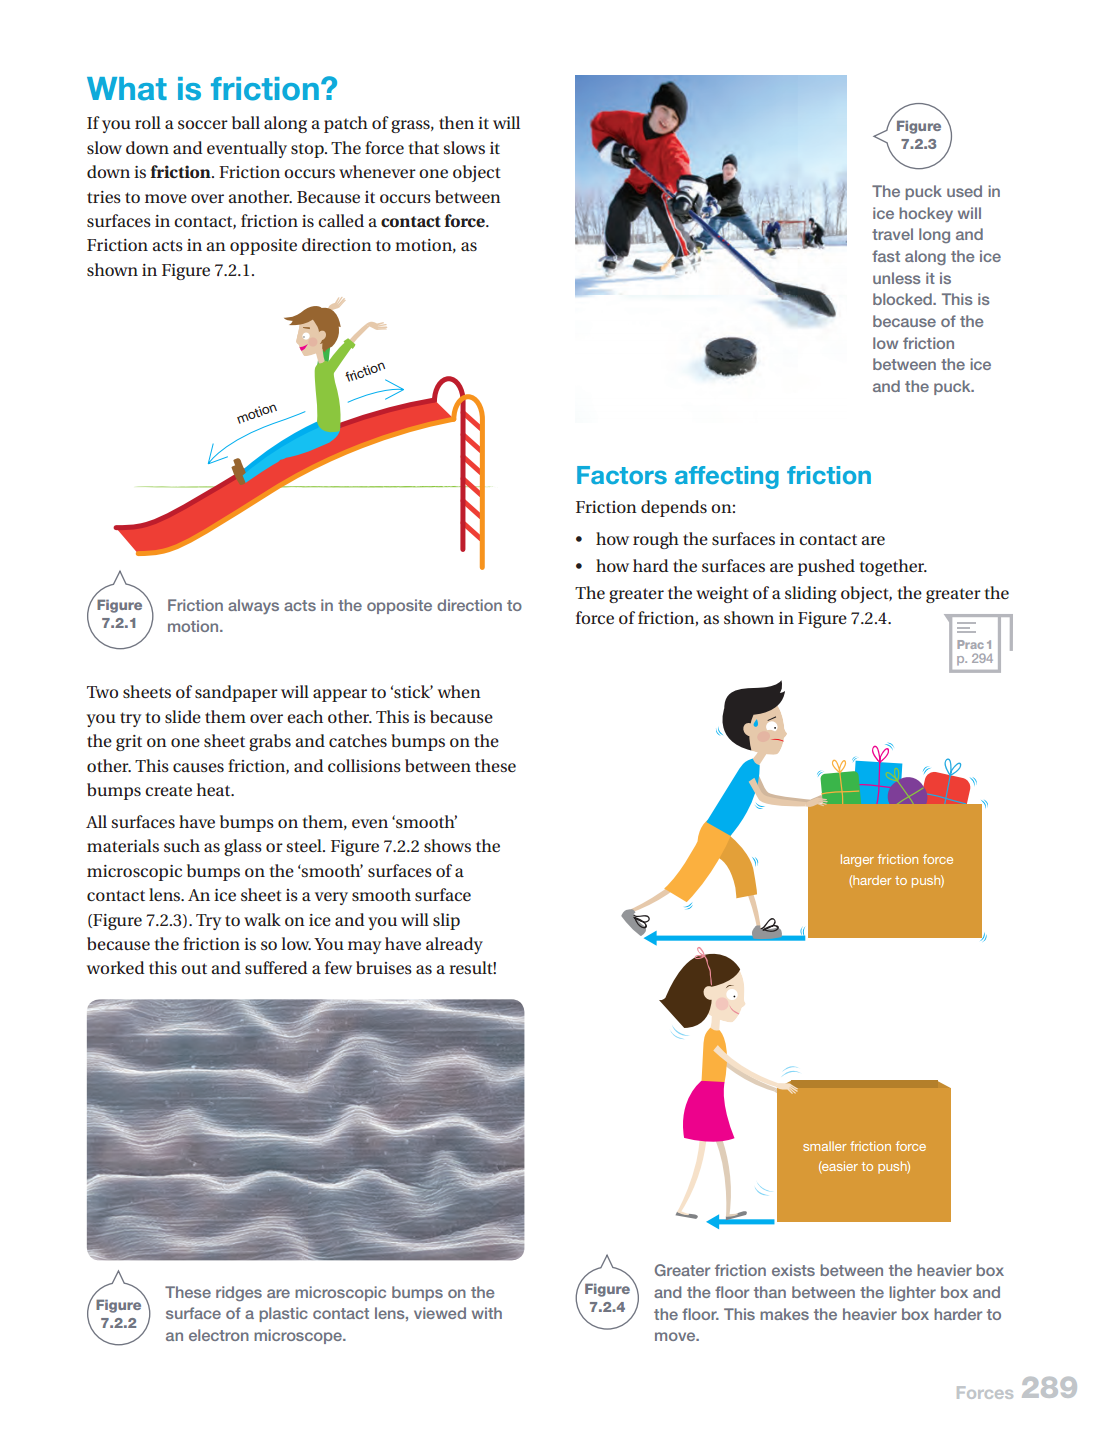 What is friction?
If you roll a soccer ball along a patch of grass, then it will
slow down and eventually stop. The force that slows it
down is friction. Friction occurs whenever one object
tries to move over another. Because it occurs between
surfaces in contact, friction is called a contact force.
Friction acts in an opposite direction to motion, as
shown in Figure 7.2.1.
motion
friction
Figure
7.2.1
Friction always acts in the opposite direction to
motion.
Two sheets of sandpaper will appear to ‘stick’ when
you try to slide them over each other. This is because
the grit on one sheet grabs and catches bumps on the
other. This causes friction, and collisions between these
bumps create heat.
All surfaces have bumps on them, even ‘smooth’
materials such as glass or steel. Figure 7.2.2 shows the
microscopic bumps on the ‘smooth’ surfaces of a
contact lens. An ice sheet is a very smooth surface
(Figure 7.2.3). Try to walk on ice and you will slip
because the friction is so low. You may have already
worked this out and suffered a few bruises as a result!
Figure
7.2.2
These ridges are microscopic bumps on the
surface of a plastic contact lens, viewed with
an electron microscope.
Figure
7.2.3
The puck used in
ice hockey will
travel long and
fast along the ice
unless it is
blocked. This is
because of the
low friction
between the ice
and the puck.
Factors affecting friction
Friction depends on:
• how rough the surfaces in contact are
• how hard the surfaces are pushed together.
The greater the weight of a sliding object, the greater the
force of friction, as shown in Figure 7.2.4.
Prac 1
p. 294
larger friction force
(harder to push)
smaller friction force
(easier to push)
Figure
7.2.4
Greater friction exists between the heavier box
and the floor than between the lighter box and
the floor. This makes the heavier box harder to
move.
Forces 289